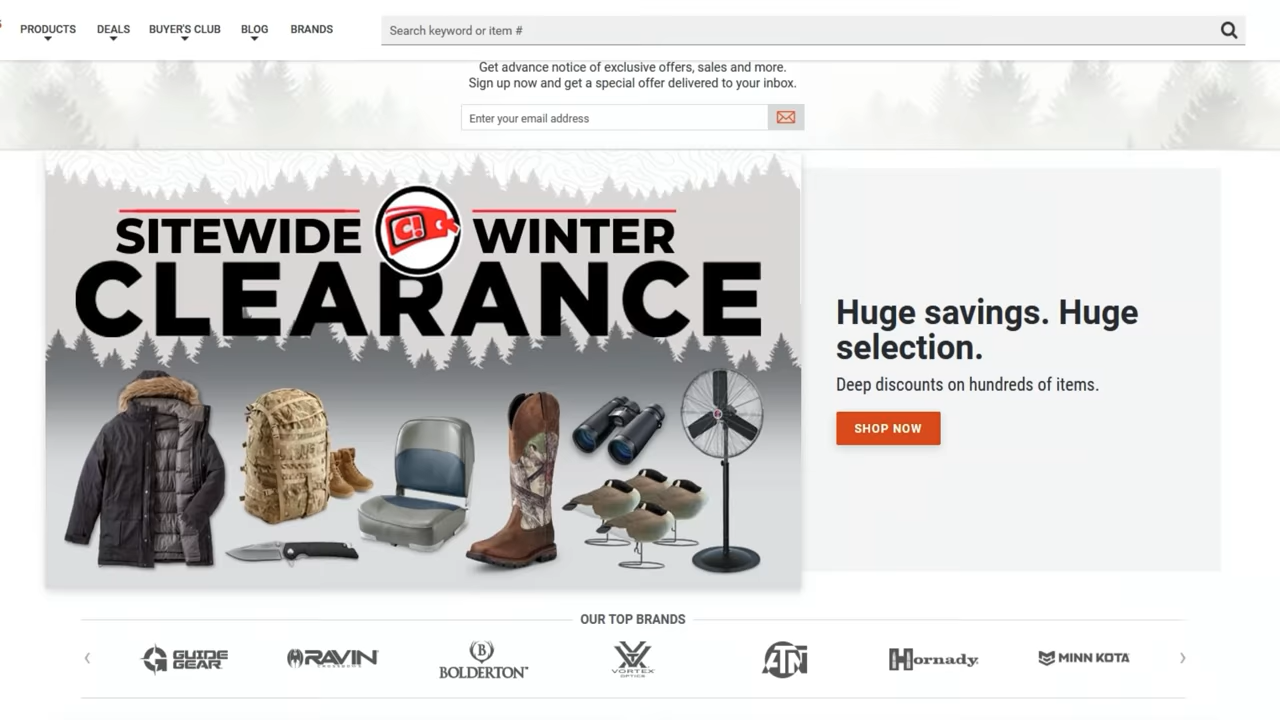 PRODUCTS DEALS BUYER'S CLUB BLOG BRANDS Search keyword or item #
Get advance notice of exclusive offers, sales and more.
Sign up now and get a special offer delivered to your inbox.
Enter your email address
SITEWIDE C! WINTER
CLEARANCE
Huge savings. Huge
selection.
Deep discounts on hundreds of items.
SHOP NOW
OUR TOP BRANDS
GUIDE
GEAR
RAVIN
B
BOLDERTON™
VORTEX
OPTICS
ATN
Hornady
MINN KOTA